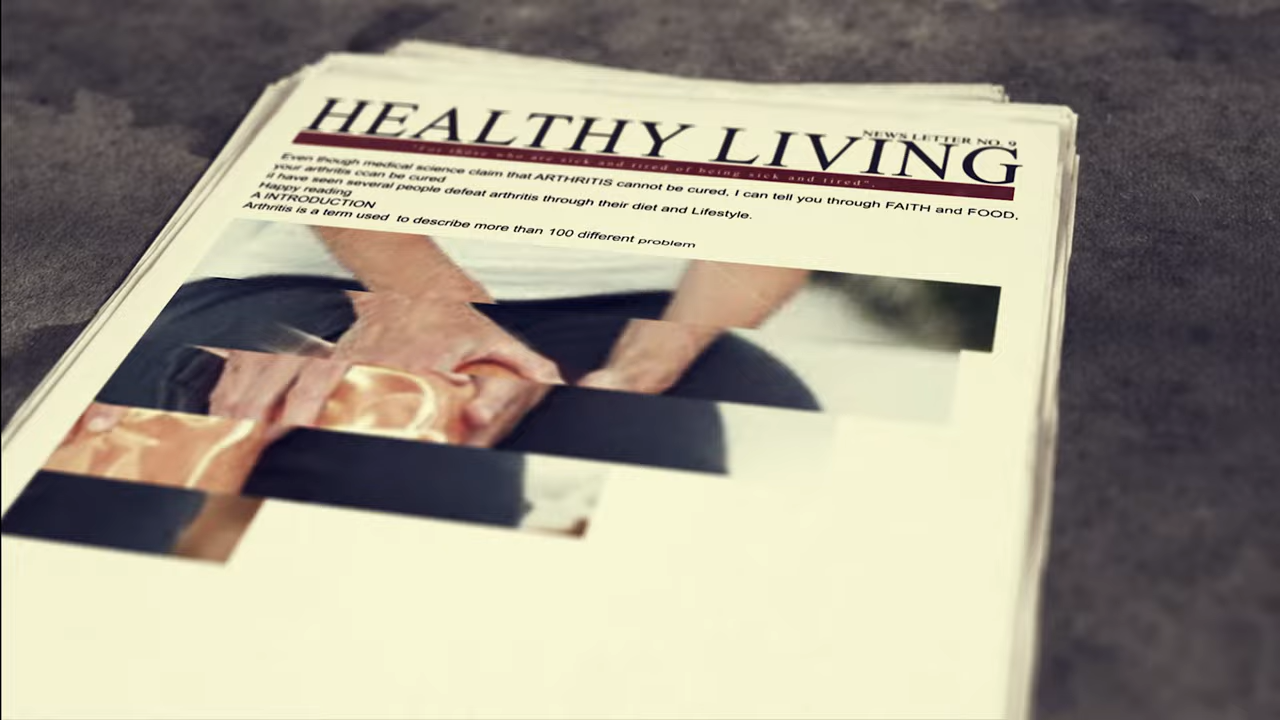 HEALTHY LIVING
NEWS LETTER NO. 9
"For those who are sick and tired of being sick and tired".
Even though medical science claim that ARTHRITIS cannot be cured, I can tell you through FAITH and FOOD,
your arthritis ccan be cured
it have seen several people defeat arthritis through their diet and Lifestyle.
Happy reading
A INTRODUCTION
Arthritis is a term used to describe more than 100 different problem